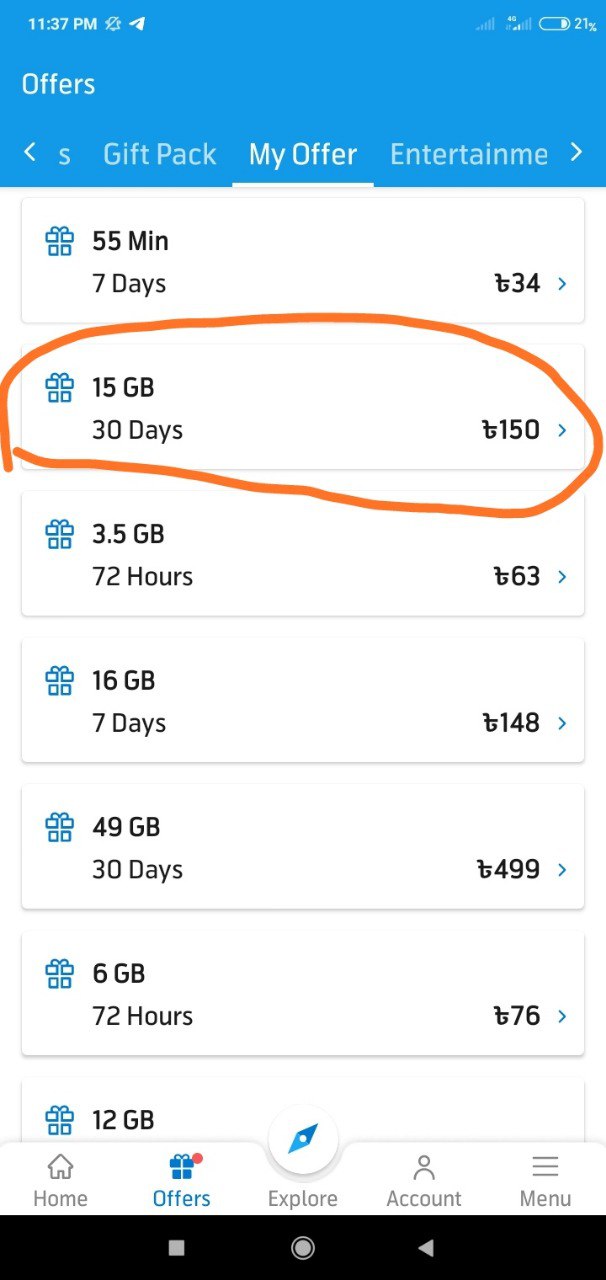 11:37 PM 4G 21%
Offers
s Gift Pack My Offer Entertainme
55 Min
7 Days ৳34
15 GB
30 Days ৳150
3.5 GB
72 Hours ৳63
16 GB
7 Days ৳148
49 GB
30 Days ৳499
6 GB
72 Hours ৳76
12 GB
Home Offers Explore Account Menu